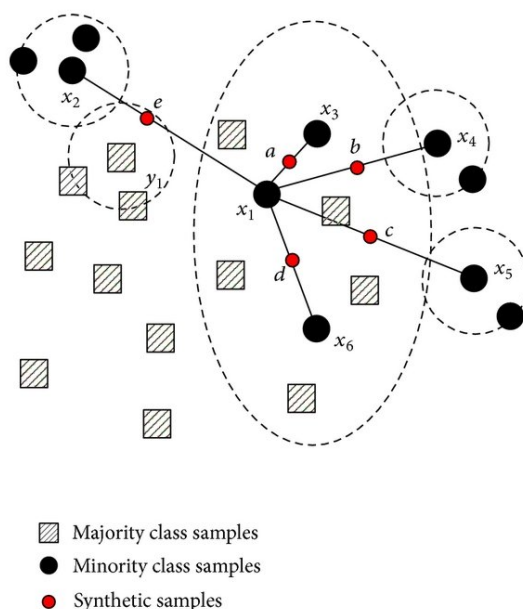 x2
e
x3
a
b
x4
y1
x1
c
d
x5
x6
Majority class samples
Minority class samples
Synthetic samples